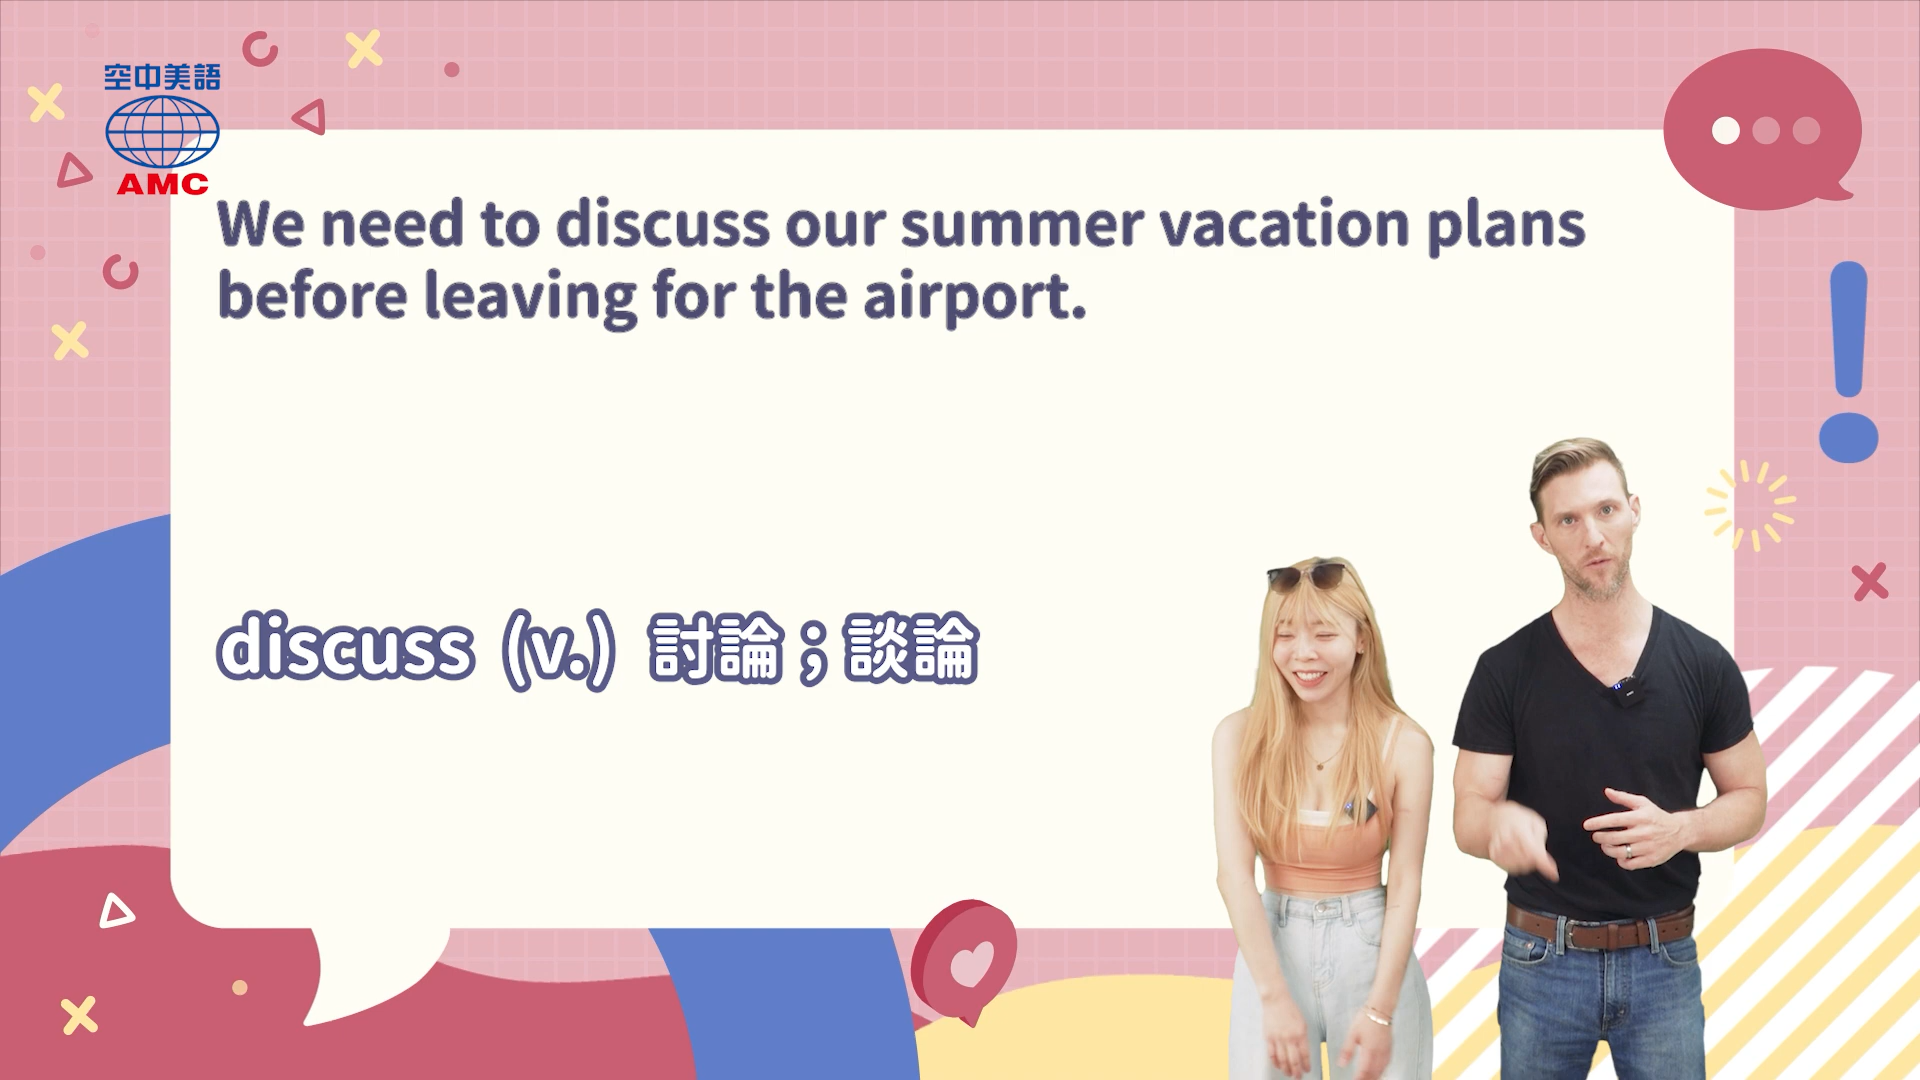 空中美語
AMC
We need to discuss our summer vacation plans
before leaving for the airport.
discuss (v.) 討論；談論